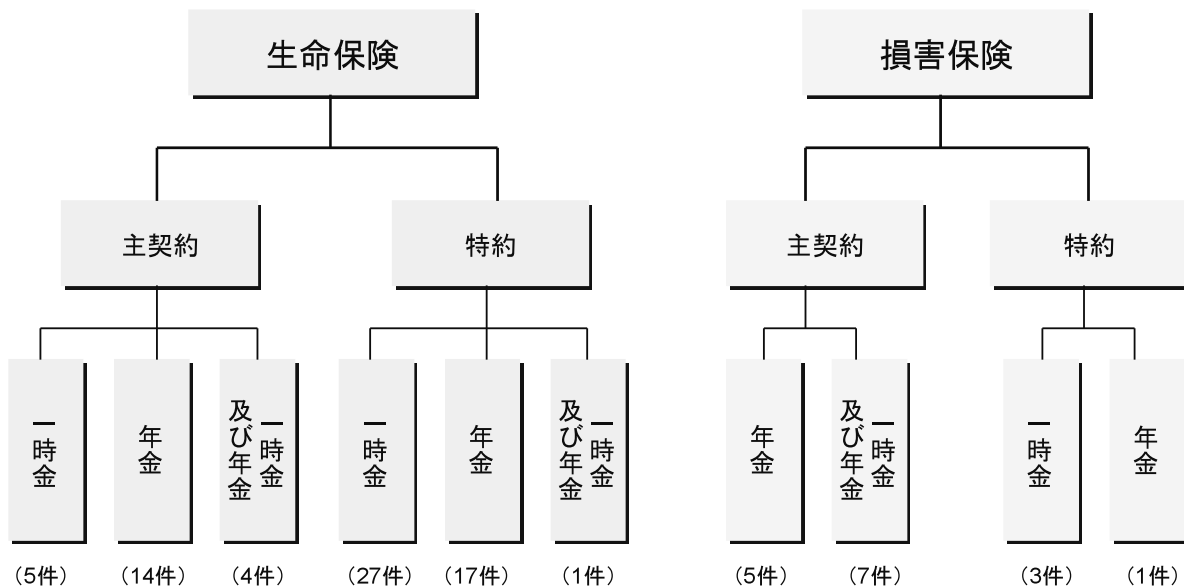 生命保険
損害保険
主契約
特約
主契約
特約
一時金
年金
一時金
及び年金
一時金
年金
一時金
及び年金
年金
一時金
及び年金
一時金
年金
（5件）
（14件）
（4件）
（27件）
（17件）
（1件）
（5件）
（7件）
（3件）
（1件）